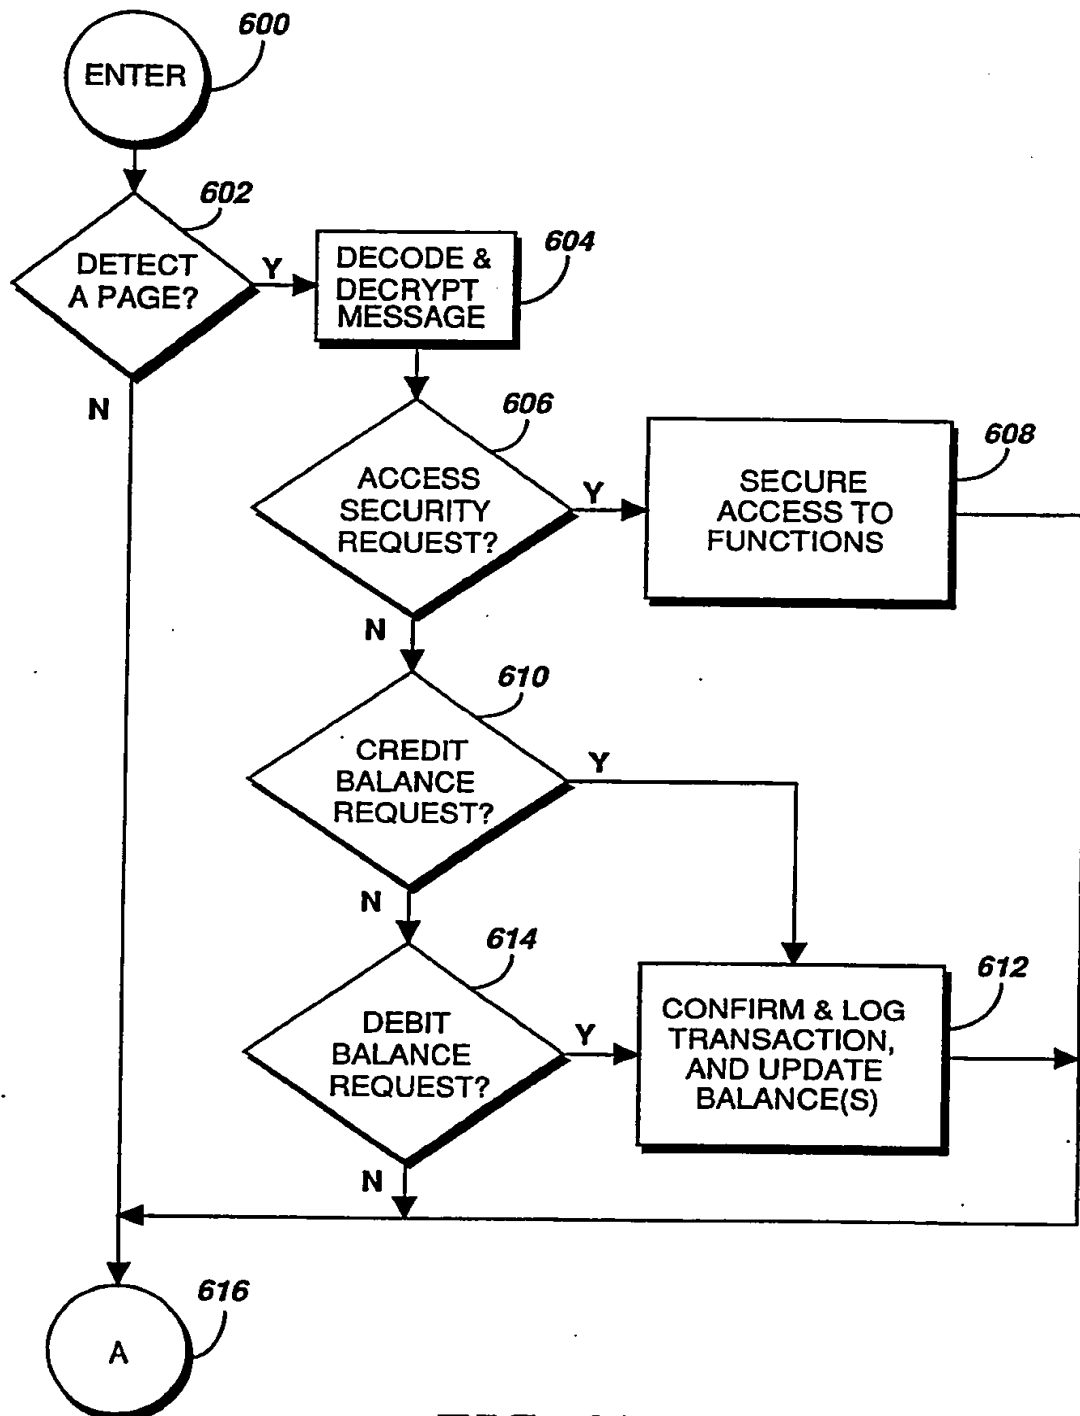 600
ENTER
602
DETECT
A PAGE?
Y
N
604
DECODE &
DECRYPT
MESSAGE
606
ACCESS
SECURITY
REQUEST?
Y
N
608
SECURE
ACCESS TO
FUNCTIONS
610
CREDIT
BALANCE
REQUEST?
Y
N
614
DEBIT
BALANCE
REQUEST?
Y
N
612
CONFIRM & LOG
TRANSACTION,
AND UPDATE
BALANCE(S)
616
A